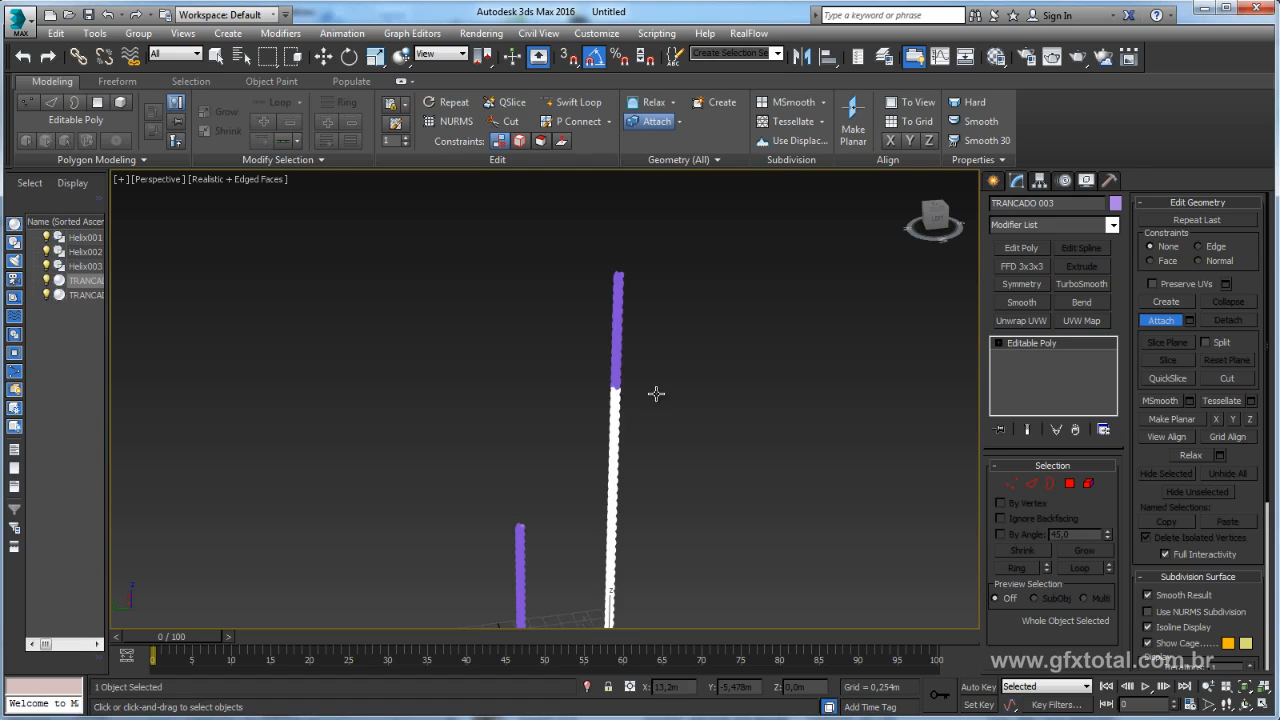 Workspace: Default
Autodesk 3ds Max 2016   Untitled
Type a keyword or phrase
Sign In
MAX
Edit Tools Group Views Create Modifiers Animation Graph Editors Rendering Civil View Customize Scripting Help RealFlow
All View Create Selection Se
Modeling Freeform Selection Object Paint Populate
Grow Loop Ring Repeat QSlice Swift Loop Relax Create MSmooth To View Hard
Editable Poly Shrink NURMS Cut P Connect Attach Tessellate Make Planar To Grid Smooth
1 Constraints: Use Displac... X Y Z Smooth 30
Polygon Modeling Modify Selection Edit Geometry (All) Subdivision Align Properties
Select Display
[+] [Perspective] [Realistic + Edged Faces]
Name (Sorted Ascen
Helix001
Helix002
Helix003
TRANCAD
TRANCAD
LEFT
z
z
TRANCADO 003
Modifier List
Edit Poly Edit Spline
FFD 3x3x3 Extrude
Symmetry TurboSmooth
Smooth Bend
Unwrap UVW UVW Map
Editable Poly
Selection
By Vertex
Ignore Backfacing
By Angle: 45,0
Shrink Grow
Ring Loop
Preview Selection
Off SubObj Multi
Whole Object Selected
Edit Geometry
Repeat Last
Constraints
None Edge
Face Normal
Preserve UVs
Create Collapse
Attach Detach
Slice Plane Split
Slice Reset Plane
QuickSlice Cut
MSmooth Tessellate
Make Planar X Y Z
View Align Grid Align
Relax
Hide Selected Unhide All
Hide Unselected
Named Selections:
Copy Paste
Delete Isolated Vertices
Full Interactivity
Subdivision Surface
Smooth Result
Use NURMS Subdivision
Isoline Display
Show Cage......
Display
www.gfxtotal.com.br
0 / 100
0 5 10 15 20 25 30 35 40 45 50 55 60 65 70 75 80 85 90 95 100
1 Object Selected X: 13,2m Y: -5,478m Z: 0,0m Grid = 0,254m Auto Key Selected
Welcome to M Click or click-and-drag to select objects Add Time Tag Set Key Key Filters... 0